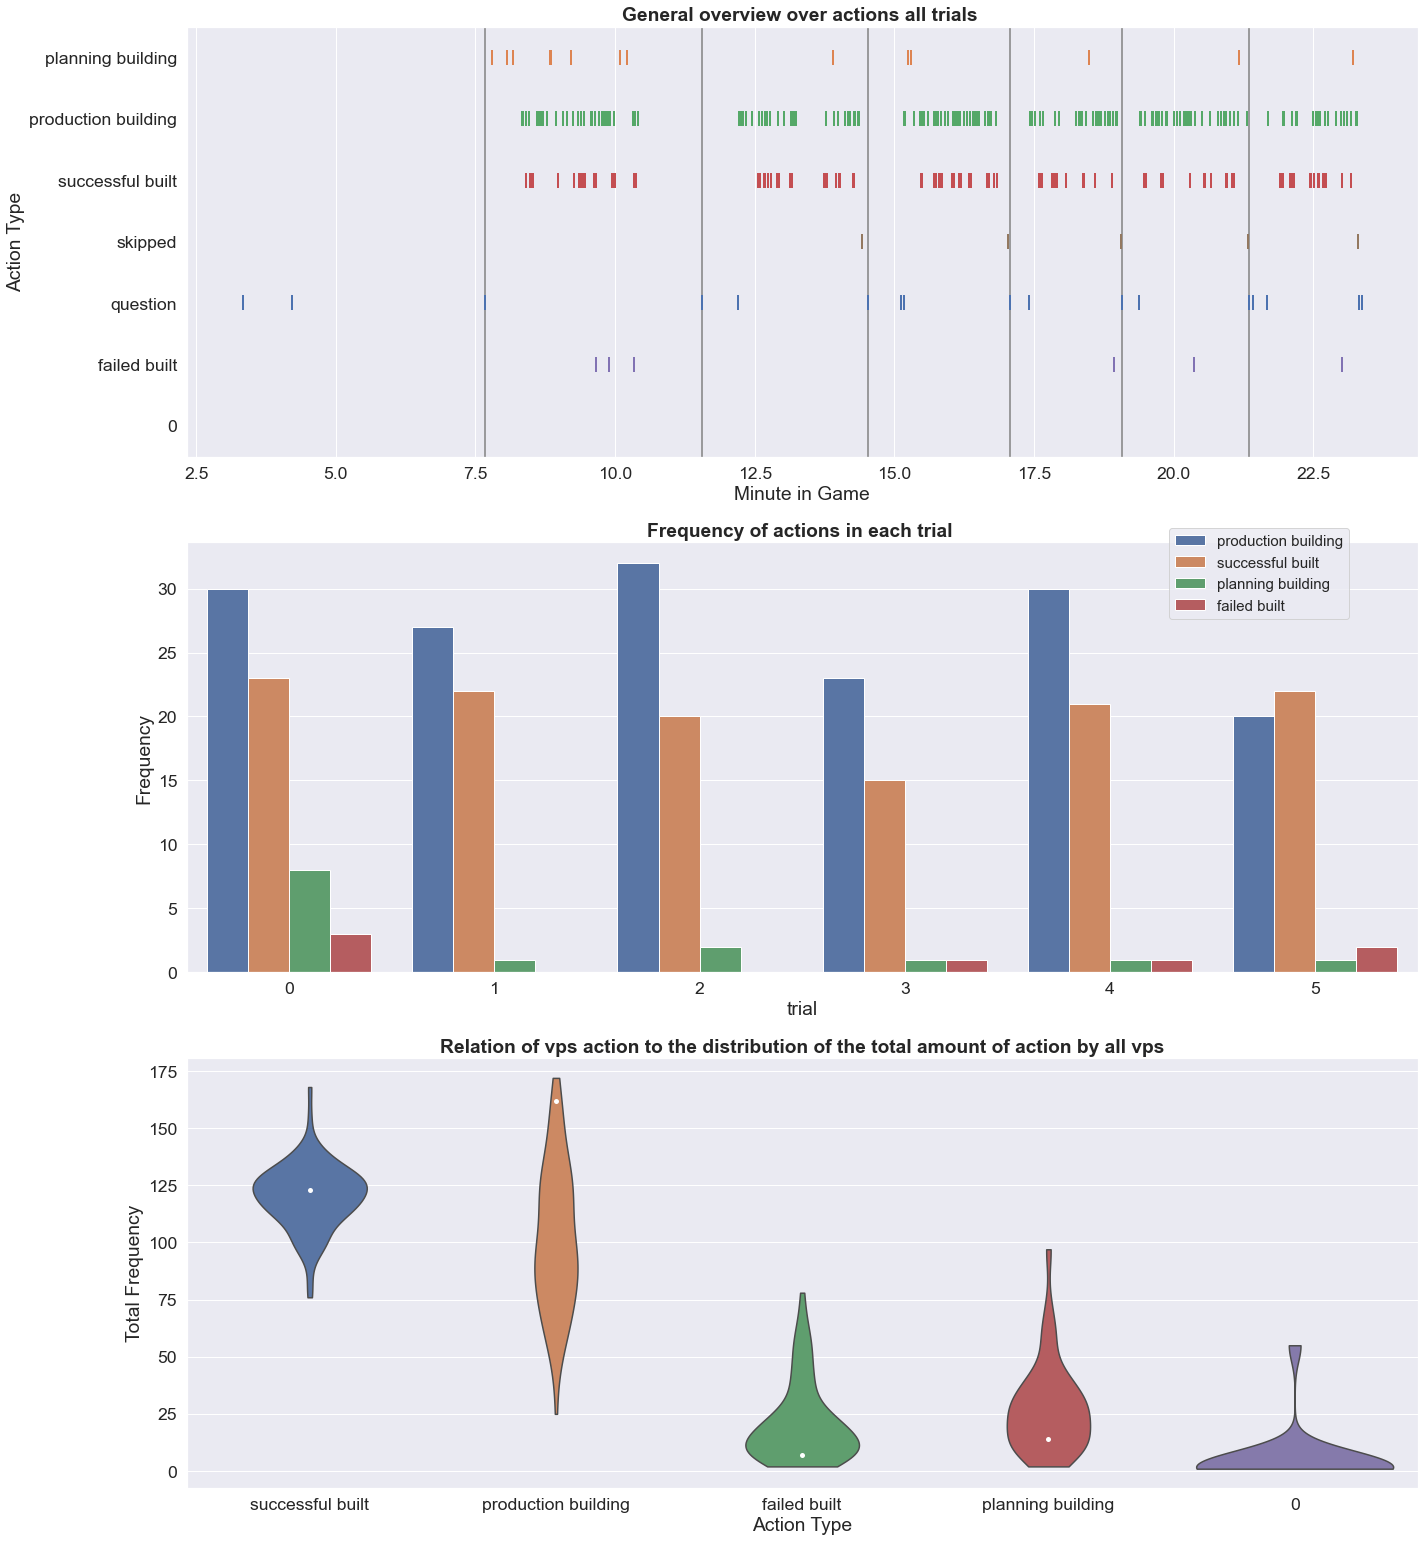 General overview over actions all trials
planning building
production building
successful built
skipped
question
failed built
0
Action Type
2.5 5.0 7.5 10.0 12.5 15.0 17.5 20.0 22.5
Minute in Game
Frequency of actions in each trial
production building
successful built
planning building
failed built
30
25
20
15
10
5
0
Frequency
0 1 2 3 4 5
trial
Relation of vps action to the distribution of the total amount of action by all vps
175
150
125
100
75
50
25
0
Total Frequency
successful built production building failed built planning building 0
Action Type